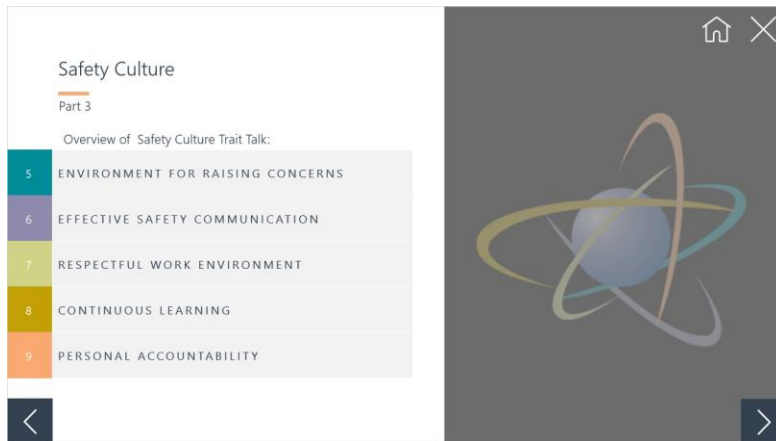 Safety Culture
Part 3
Overview of Safety Culture Trait Talk:
5 ENVIRONMENT FOR RAISING CONCERNS
6 EFFECTIVE SAFETY COMMUNICATION
7 RESPECTFUL WORK ENVIRONMENT
8 CONTINUOUS LEARNING
9 PERSONAL ACCOUNTABILITY